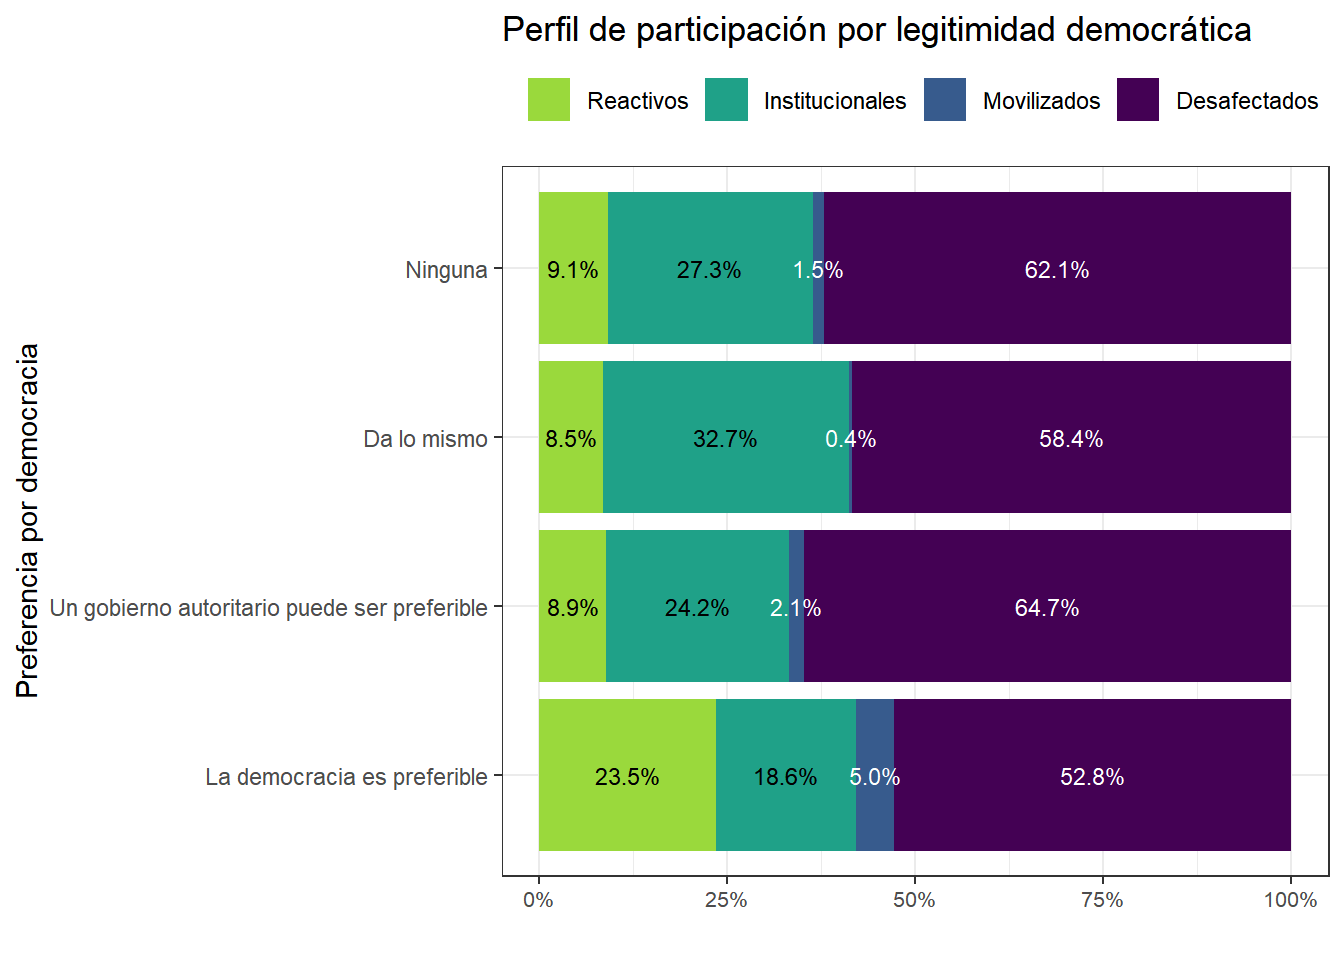 Perfil de participación por legitimidad democrática
Reactivos Institucionales Movilizados Desafectados
Preferencia por democracia
Ninguna 9.1% 27.3% 1.5% 62.1%
Da lo mismo 8.5% 32.7% 0.4% 58.4%
Un gobierno autoritario puede ser preferible 8.9% 24.2% 2.1% 64.7%
La democracia es preferible 23.5% 18.6% 5.0% 52.8%
0% 25% 50% 75% 100%